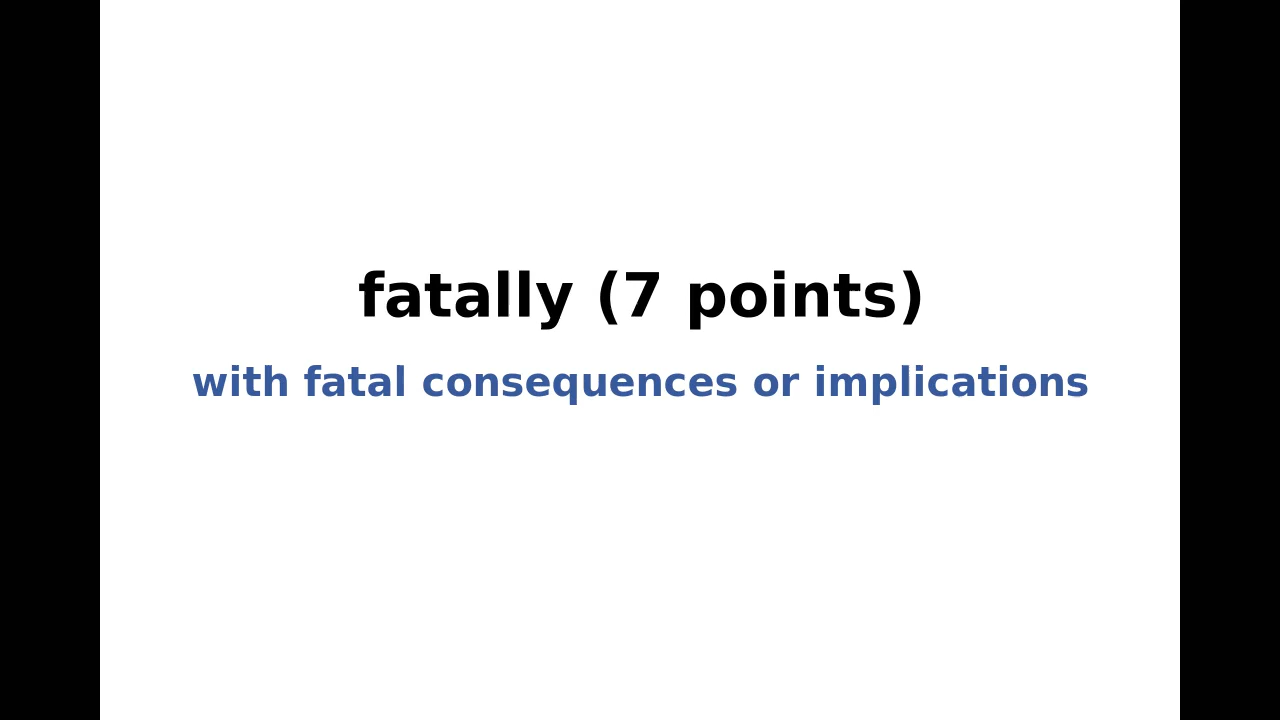 fatally (7 points)
with fatal consequences or implications